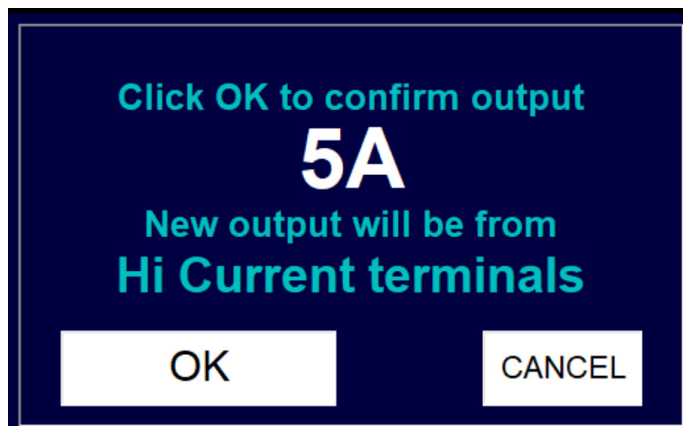 Click OK to confirm output
5A
New output will be from
Hi Current terminals
OK
CANCEL